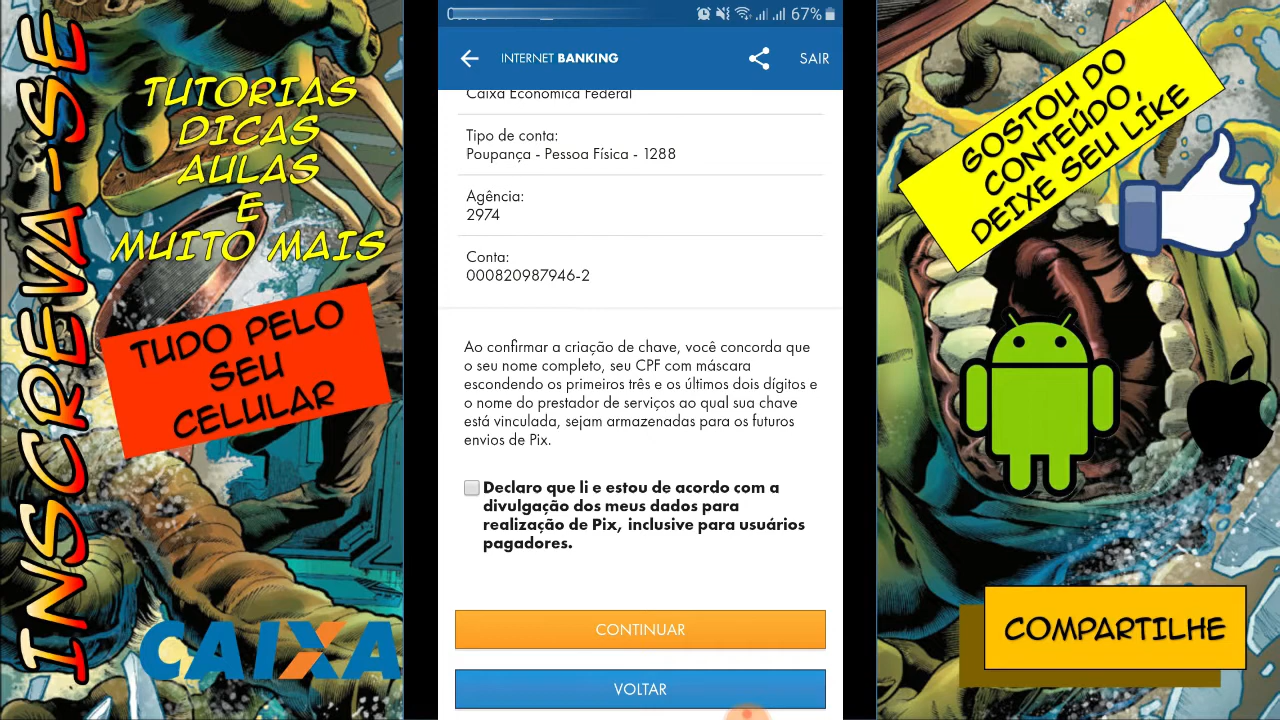 INSCREVA-SE
TUTORIAS
DICAS
AULAS
E
MUITO MAIS
TUDO PELO
SEU
CELULAR
CAIXA
67%
INTERNET BANKING
SAIR
Caixa Econômica Federal
Tipo de conta:
Poupança - Pessoa Física - 1288
Agência:
2974
Conta:
000820987946-2
Ao confirmar a criação de chave, você concorda que
o seu nome completo, seu CPF com máscara
escondendo os primeiros três e os últimos dois dígitos e
o nome do prestador de serviços ao qual sua chave
está vinculada, sejam armazenadas para os futuros
envios de Pix.
Declaro que li e estou de acordo com a
divulgação dos meus dados para
realização de Pix, inclusive para usuários
pagadores.
CONTINUAR
VOLTAR
GOSTOU DO
CONTEÚDO,
DEIXE SEU LIKE
COMPARTILHE